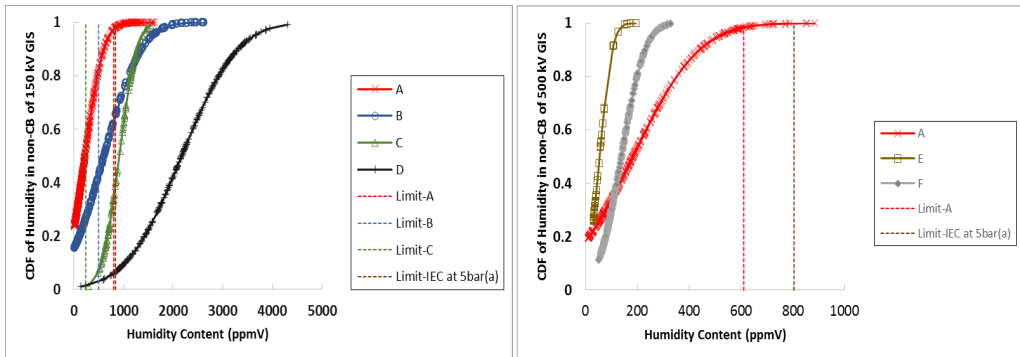 CDF of Humidity in non-CB of 150 kV GIS
1
0.8
0.6
0.4
0.2
0
0 1000 2000 3000 4000 5000
Humidity Content (ppmV)
A
B
C
D
Limit-A
Limit-B
Limit-C
Limit-IEC at 5bar(a)
CDF of Humidity in non-CB of 500 kV GIS
1
0.8
0.6
0.4
0.2
0
0 200 400 600 800 1000
Humidity Content (ppmV)
A
E
F
Limit-A
Limit-IEC at 5bar(a)